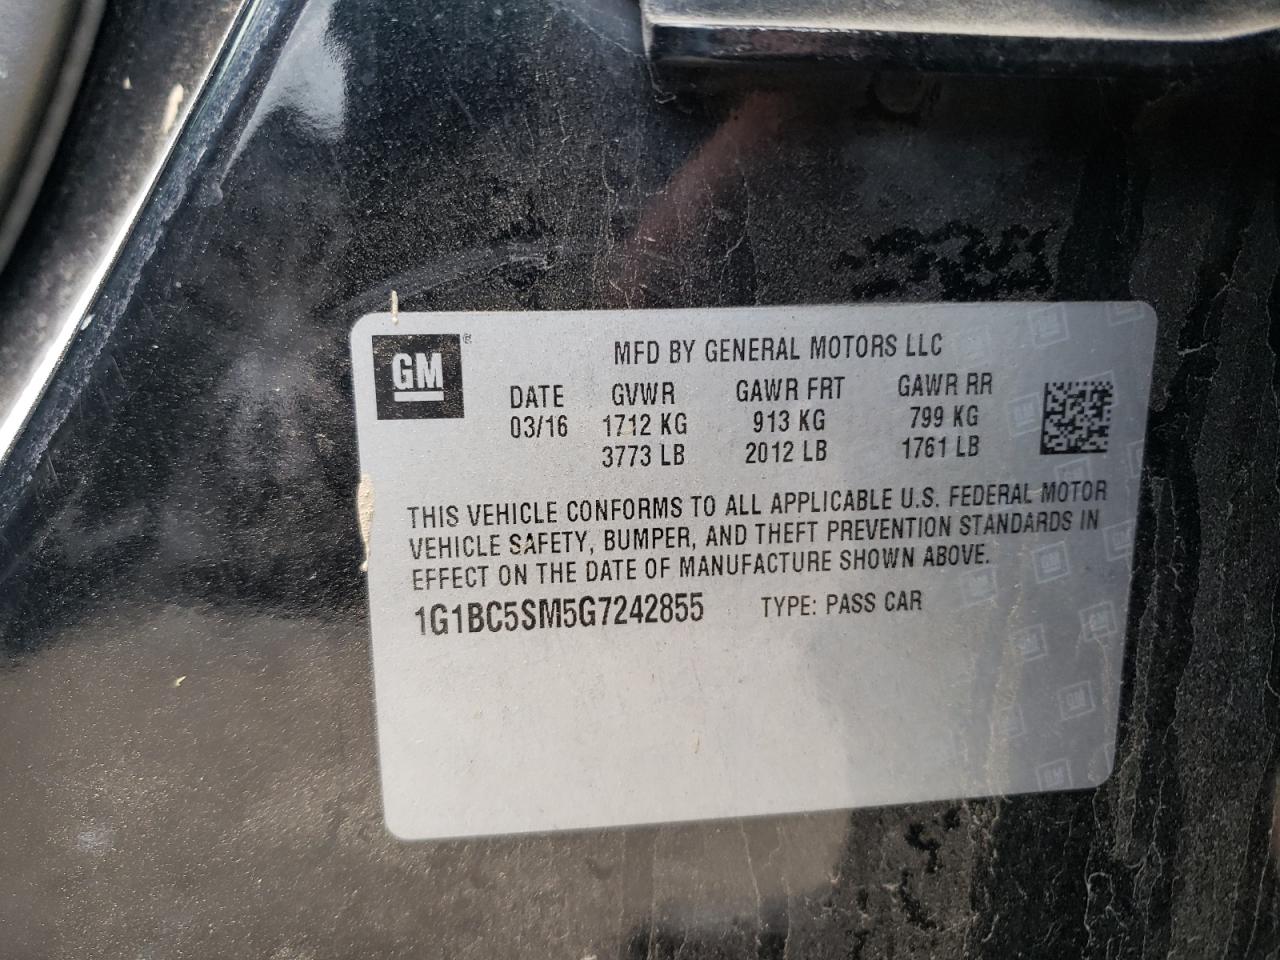 GM ®
MFD BY GENERAL MOTORS LLC
DATE GVWR GAWR FRT GAWR RR
03/16 1712 KG 913 KG 799 KG
3773 LB 2012 LB 1761 LB
THIS VEHICLE CONFORMS TO ALL APPLICABLE U.S. FEDERAL MOTOR
VEHICLE SAFETY, BUMPER, AND THEFT PREVENTION STANDARDS IN
EFFECT ON THE DATE OF MANUFACTURE SHOWN ABOVE.
1G1BC5SM5G7242855 TYPE: PASS CAR